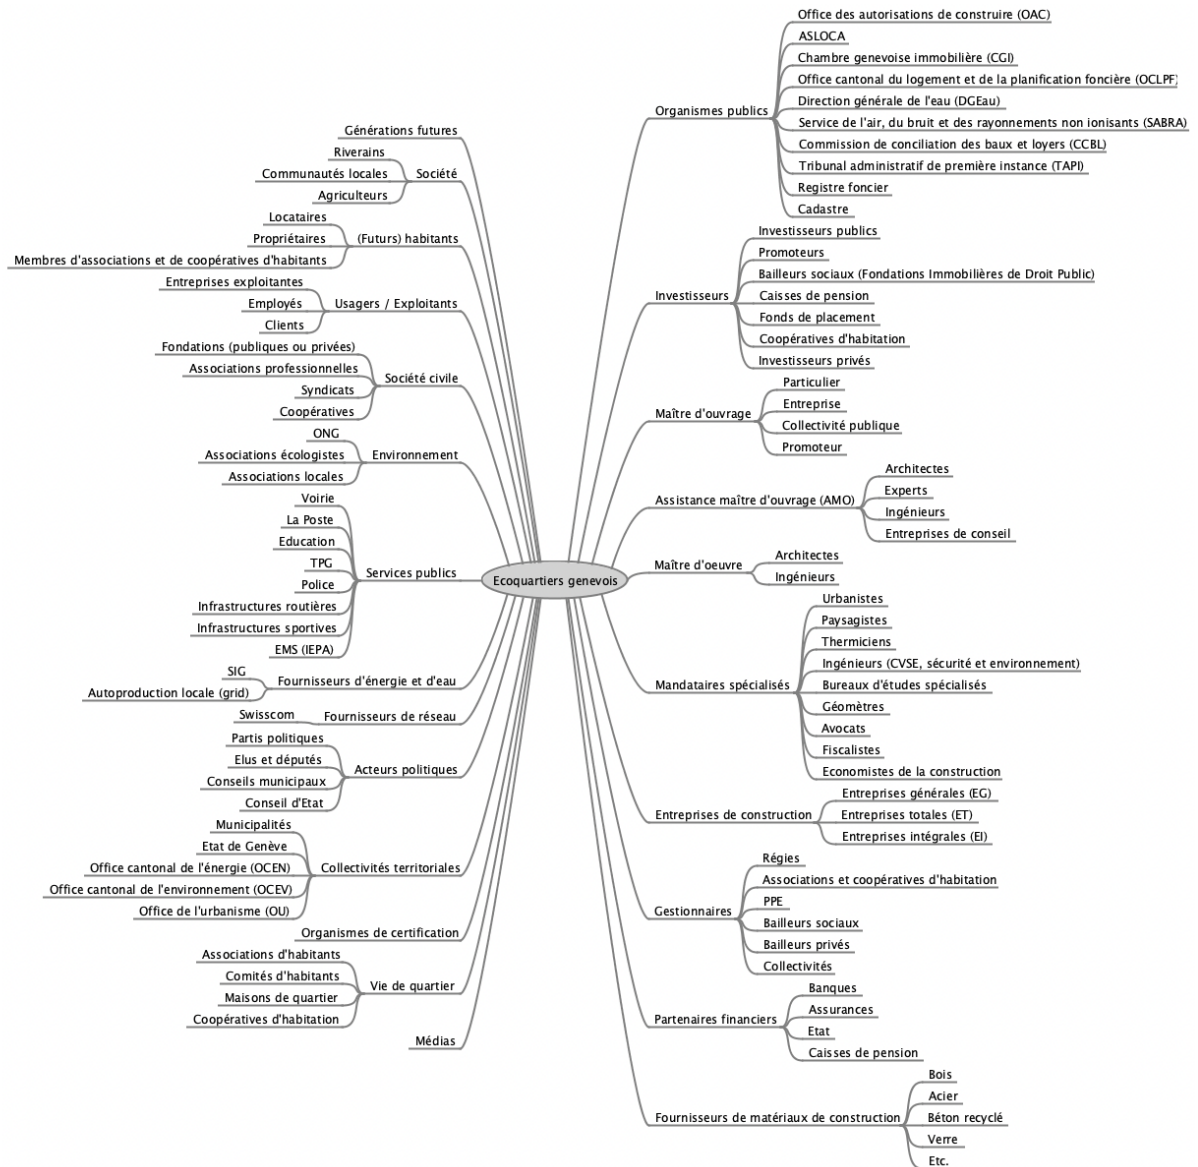 Ecoquartiers genevois
Organismes publics
Office des autorisations de construire (OAC)
ASLOCA
Chambre genevoise immobilière (CGI)
Office cantonal du logement et de la planification foncière (OCLPF)
Direction générale de l'eau (DGEau)
Service de l'air, du bruit et des rayonnements non ionisants (SABRA)
Commission de conciliation des baux et loyers (CCBL)
Tribunal administratif de première instance (TAPI)
Registre foncier
Cadastre
Investisseurs
Investisseurs publics
Promoteurs
Bailleurs sociaux (Fondations Immobilières de Droit Public)
Caisses de pension
Fonds de placement
Coopératives d'habitation
Investisseurs privés
Maître d'ouvrage
Particulier
Entreprise
Collectivité publique
Promoteur
Assistance maître d'ouvrage (AMO)
Architectes
Experts
Ingénieurs
Entreprises de conseil
Maître d'oeuvre
Architectes
Ingénieurs
Mandataires spécialisés
Urbanistes
Paysagistes
Thermiciens
Ingénieurs (CVSE, sécurité et environnement)
Bureaux d'études spécialisés
Géomètres
Avocats
Fiscalistes
Economistes de la construction
Entreprises de construction
Entreprises générales (EG)
Entreprises totales (ET)
Entreprises intégrales (EI)
Gestionnaires
Régies
Associations et coopératives d'habitation
PPE
Bailleurs sociaux
Bailleurs privés
Collectivités
Partenaires financiers
Banques
Assurances
Etat
Caisses de pension
Fournisseurs de matériaux de construction
Bois
Acier
Béton recyclé
Verre
Etc.
Générations futures
Société
Riverains
Communautés locales
Agriculteurs
(Futurs) habitants
Locataires
Propriétaires
Membres d'associations et de coopératives d'habitants
Usagers / Exploitants
Entreprises exploitantes
Employés
Clients
Société civile
Fondations (publiques ou privées)
Associations professionnelles
Syndicats
Coopératives
Environnement
ONG
Associations écologistes
Associations locales
Services publics
Voirie
La Poste
Education
TPG
Police
Infrastructures routières
Infrastructures sportives
EMS (IEPA)
Fournisseurs d'énergie et d'eau
SIG
Autoproduction locale (grid)
Fournisseurs de réseau
Swisscom
Acteurs politiques
Partis politiques
Elus et députés
Conseils municipaux
Conseil d'Etat
Collectivités territoriales
Municipalités
Etat de Genève
Office cantonal de l'énergie (OCEN)
Office cantonal de l'environnement (OCEV)
Office de l'urbanisme (OU)
Organismes de certification
Vie de quartier
Associations d'habitants
Comités d'habitants
Maisons de quartier
Coopératives d'habitation
Médias